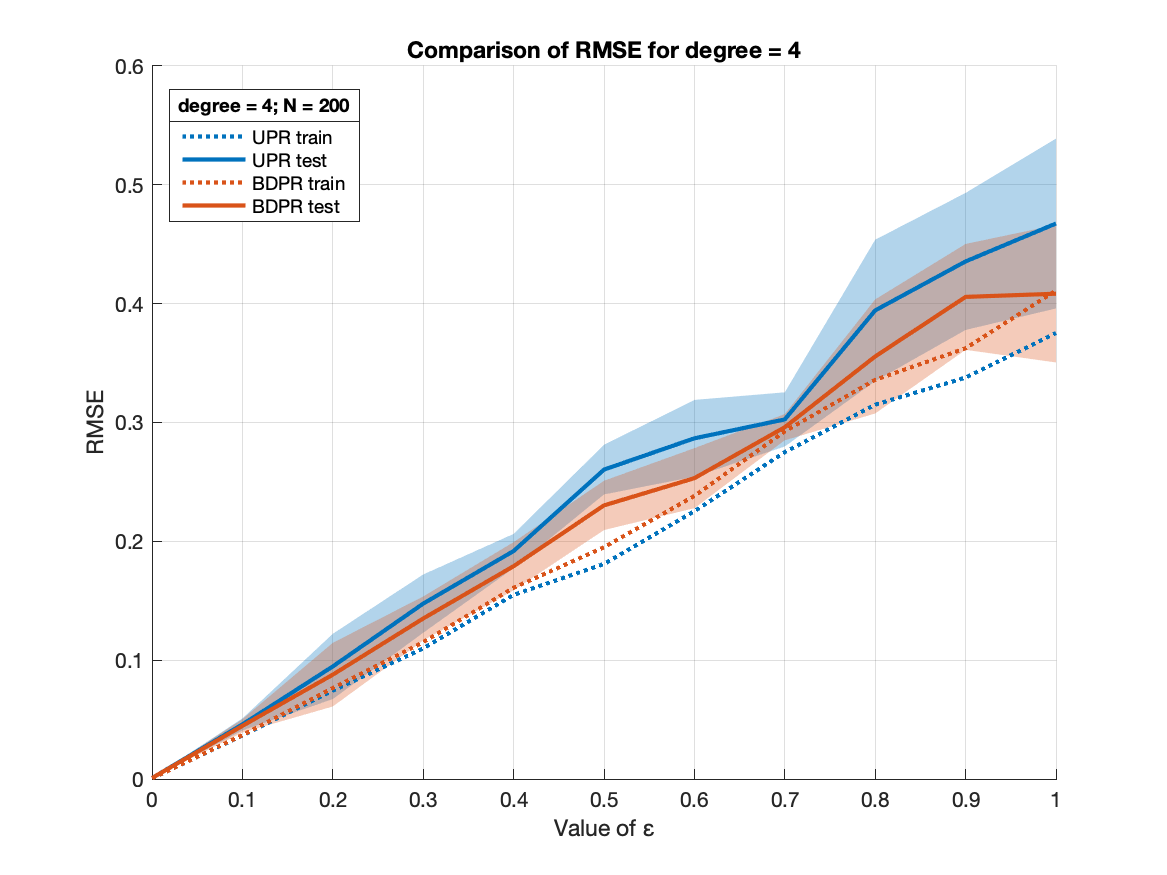 Comparison of RMSE for degree = 4
degree = 4; N = 200
UPR train
UPR test
BDPR train
BDPR test
RMSE
0.6
0.5
0.4
0.3
0.2
0.1
0
0 0.1 0.2 0.3 0.4 0.5 0.6 0.7 0.8 0.9 1
Value of ε